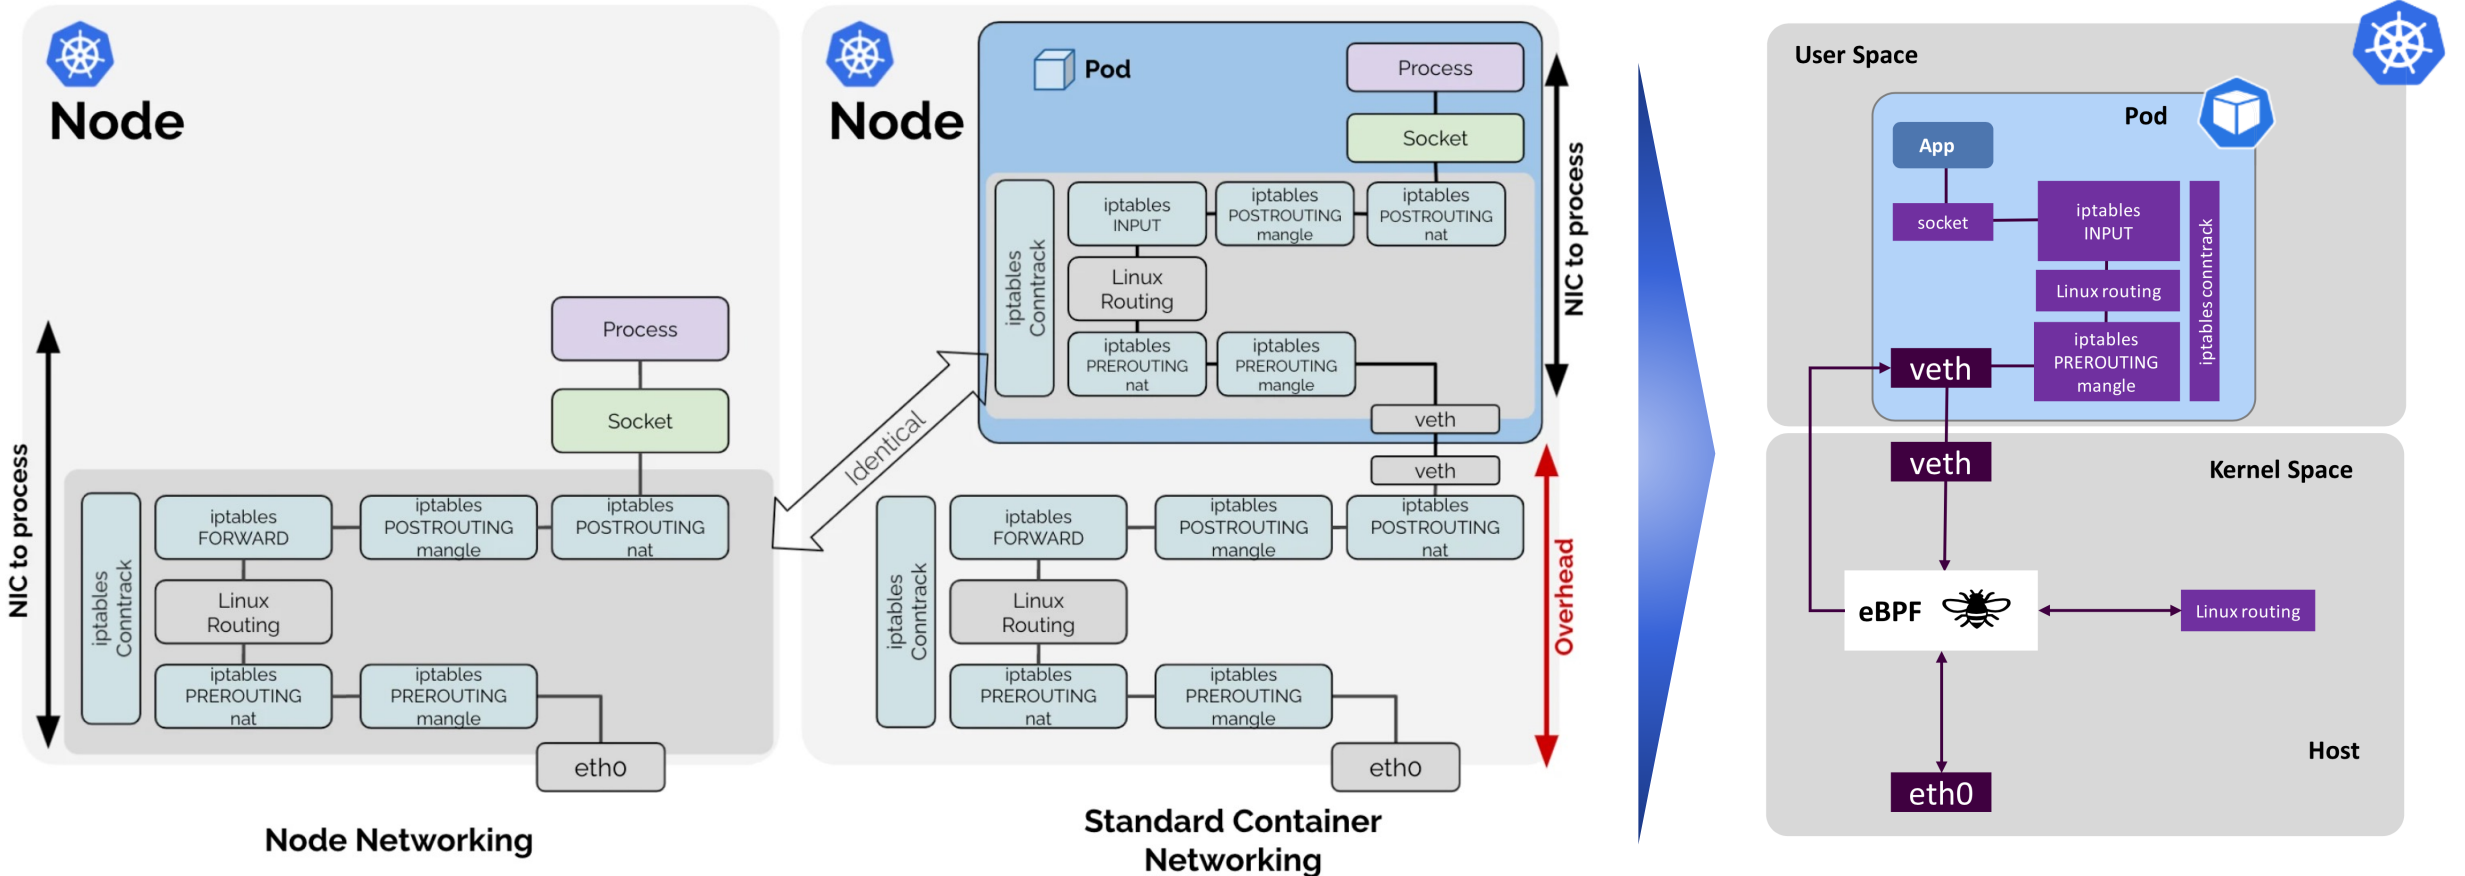 Node
NIC to process
Process
Socket
iptables
Conntrack
iptables
FORWARD
iptables
POSTROUTING
mangle
iptables
POSTROUTING
nat
Linux
Routing
iptables
PREROUTING
nat
iptables
PREROUTING
mangle
eth0
Node Networking
Identical
Node
Pod
Process
Socket
iptables
Conntrack
iptables
INPUT
iptables
POSTROUTING
mangle
iptables
POSTROUTING
nat
Linux
Routing
iptables
PREROUTING
nat
iptables
PREROUTING
mangle
veth
NIC to process
veth
iptables
Conntrack
iptables
FORWARD
iptables
POSTROUTING
mangle
iptables
POSTROUTING
nat
Linux
Routing
iptables
PREROUTING
nat
iptables
PREROUTING
mangle
eth0
Overhead
Standard Container
Networking
User Space
Pod
App
socket
iptables
INPUT
Linux routing
iptables
PREROUTING
mangle
iptables conntrack
veth
veth
Kernel Space
eBPF
Linux routing
Host
eth0